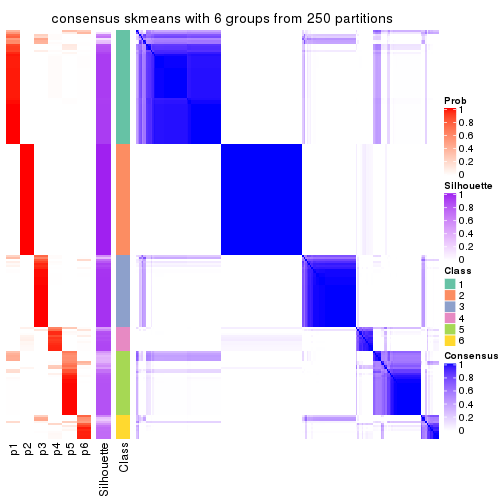 consensus skmeans with 6 groups from 250 partitions
Prob
1
0.8
0.6
0.4
0.2
0
Silhouette
1
0.8
0.6
0.4
0.2
0
Class
1
2
3
4
5
6
Consensus
1
0.8
0.6
0.4
0.2
0
p1
p2
p3
p4
p5
p6
Silhouette
Class